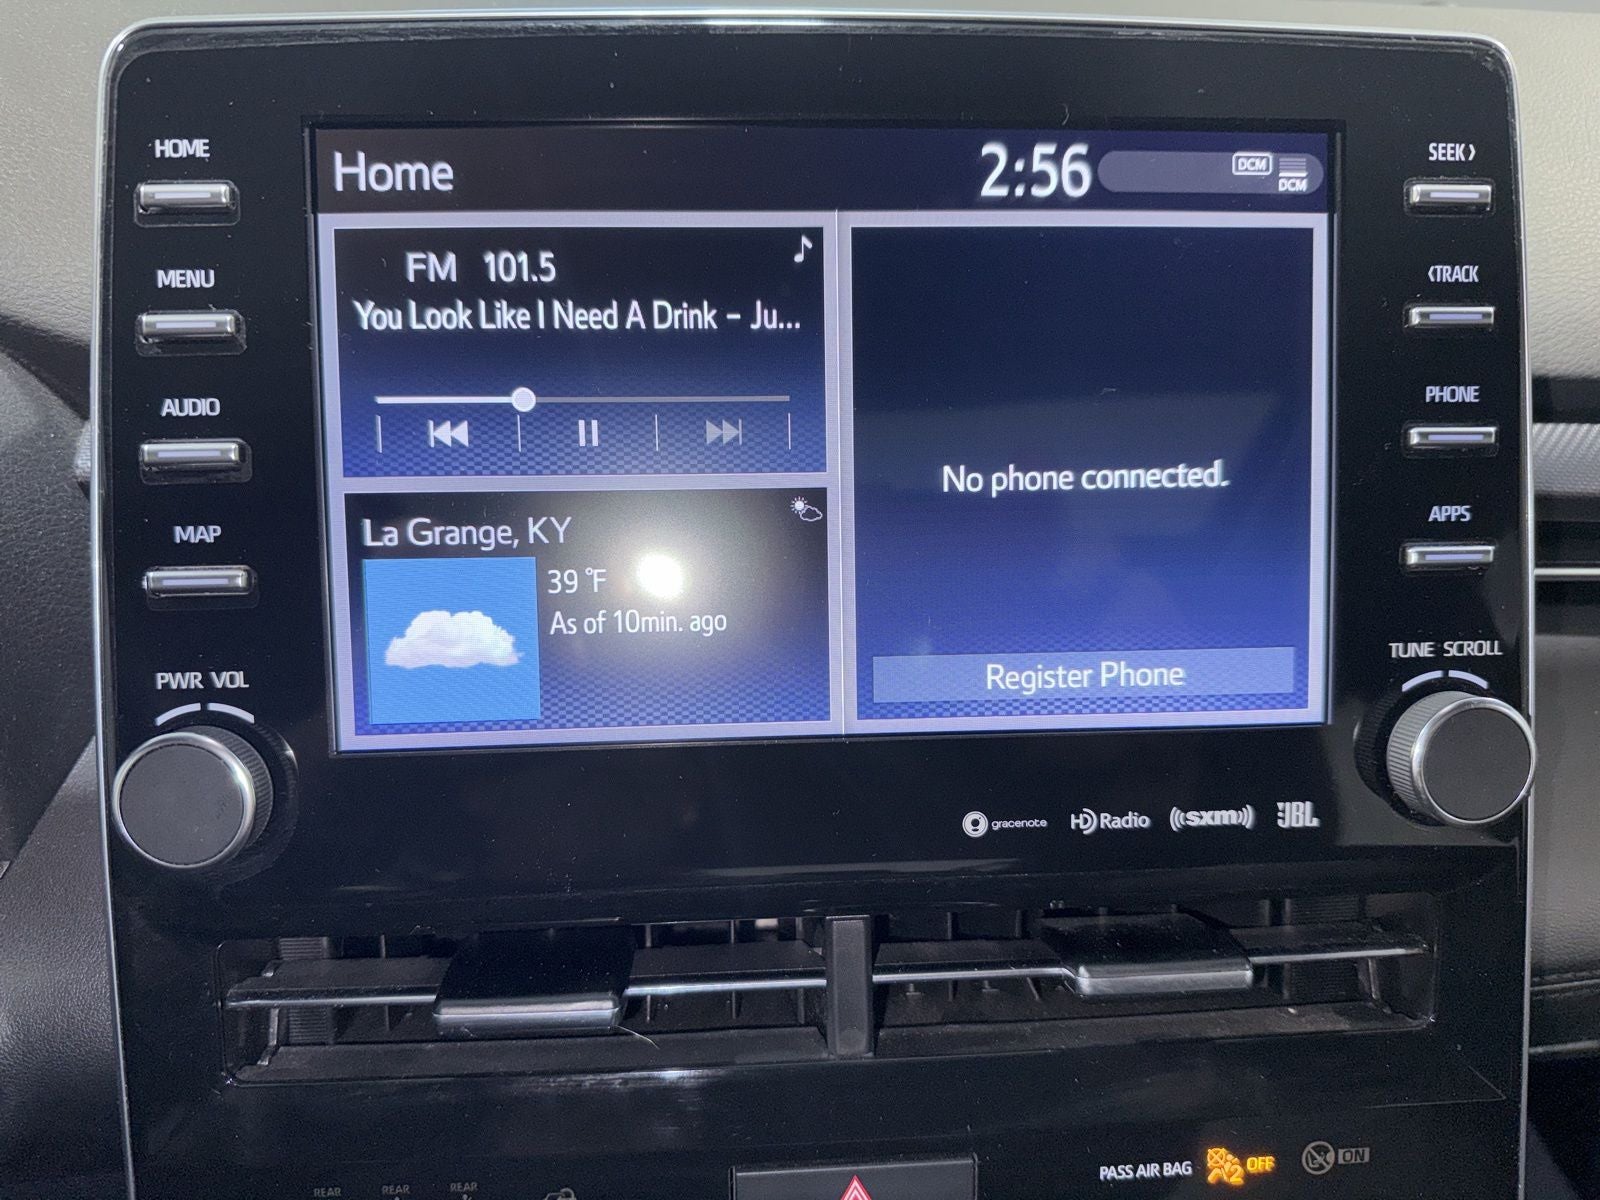 HOME
MENU
AUDIO
MAP
PWR VOL
Home
2:56
DCM
DCM
FM 101.5
You Look Like I Need A Drink - Ju...
La Grange, KY
39 °F
As of 10min. ago
No phone connected.
Register Phone
SEEK>
<TRACK
PHONE
APPS
TUNE SCROLL
gracenote
HD Radio
((sxm))
JBL
PASS AIR BAG
2 OFF
ON
REAR
REAR
REAR